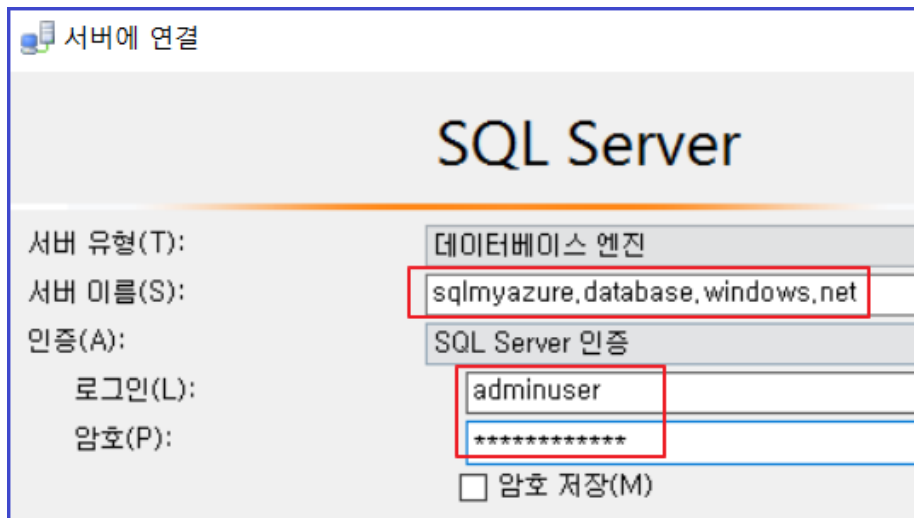 서버에 연결
SQL Server
서버 유형(T): 데이터베이스 엔진
서버 이름(S): sqlmyazure.database.windows.net
인증(A): SQL Server 인증
로그인(L): adminuser
암호(P): ************
암호 저장(M)